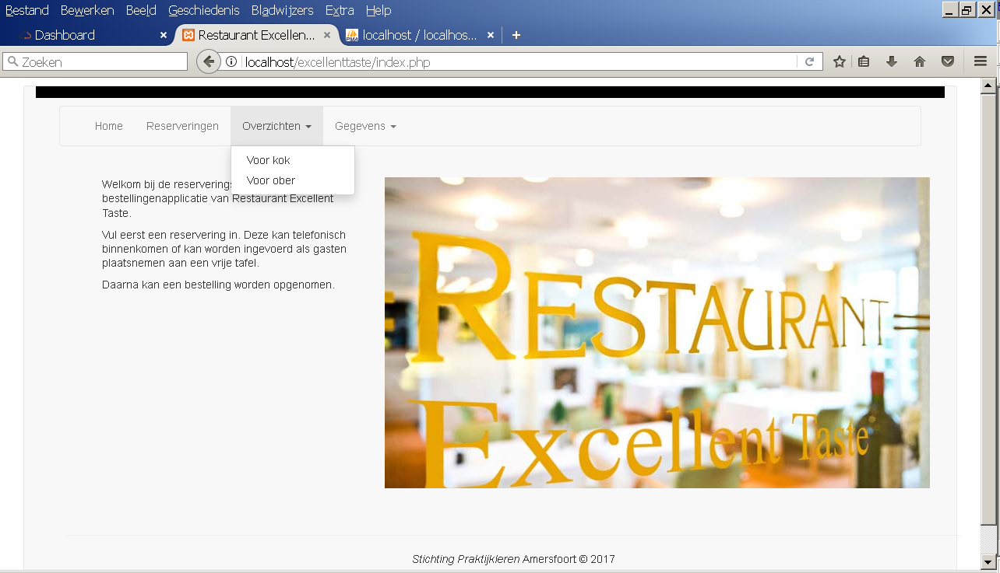 Bestand Bewerken Beeld Geschiedenis Bladwijzers Extra Help
Dashboard
Restaurant Excellen...
localhost / localhos...
Zoeken
localhost/excellenttaste/index.php
Home Reserveringen Overzichten Gegevens
Voor kok
Voor ober
Welkom bij de reserverings
bestellingenapplicatie van Restaurant Excellent
Taste.
Vul eerst een reservering in. Deze kan telefonisch
binnenkomen of kan worden ingevoerd als gasten
plaatsnemen aan een vrije tafel.
Daarna kan een bestelling worden opgenomen.
RESTAURANT
Excellent Taste
Stichting Praktijkleren Amersfoort © 2017